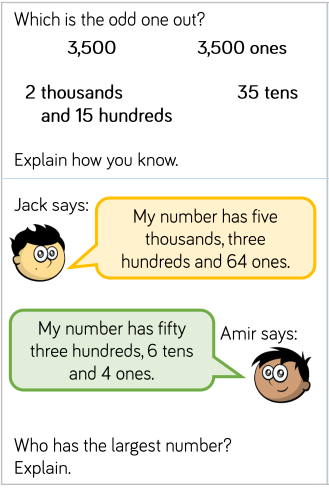 Which is the odd one out?
3,500 3,500 ones
2 thousands 35 tens
and 15 hundreds
Explain how you know.
Jack says:
My number has five
thousands, three
hundreds and 64 ones.
My number has fifty
three hundreds, 6 tens
and 4 ones.
Amir says:
Who has the largest number?
Explain.